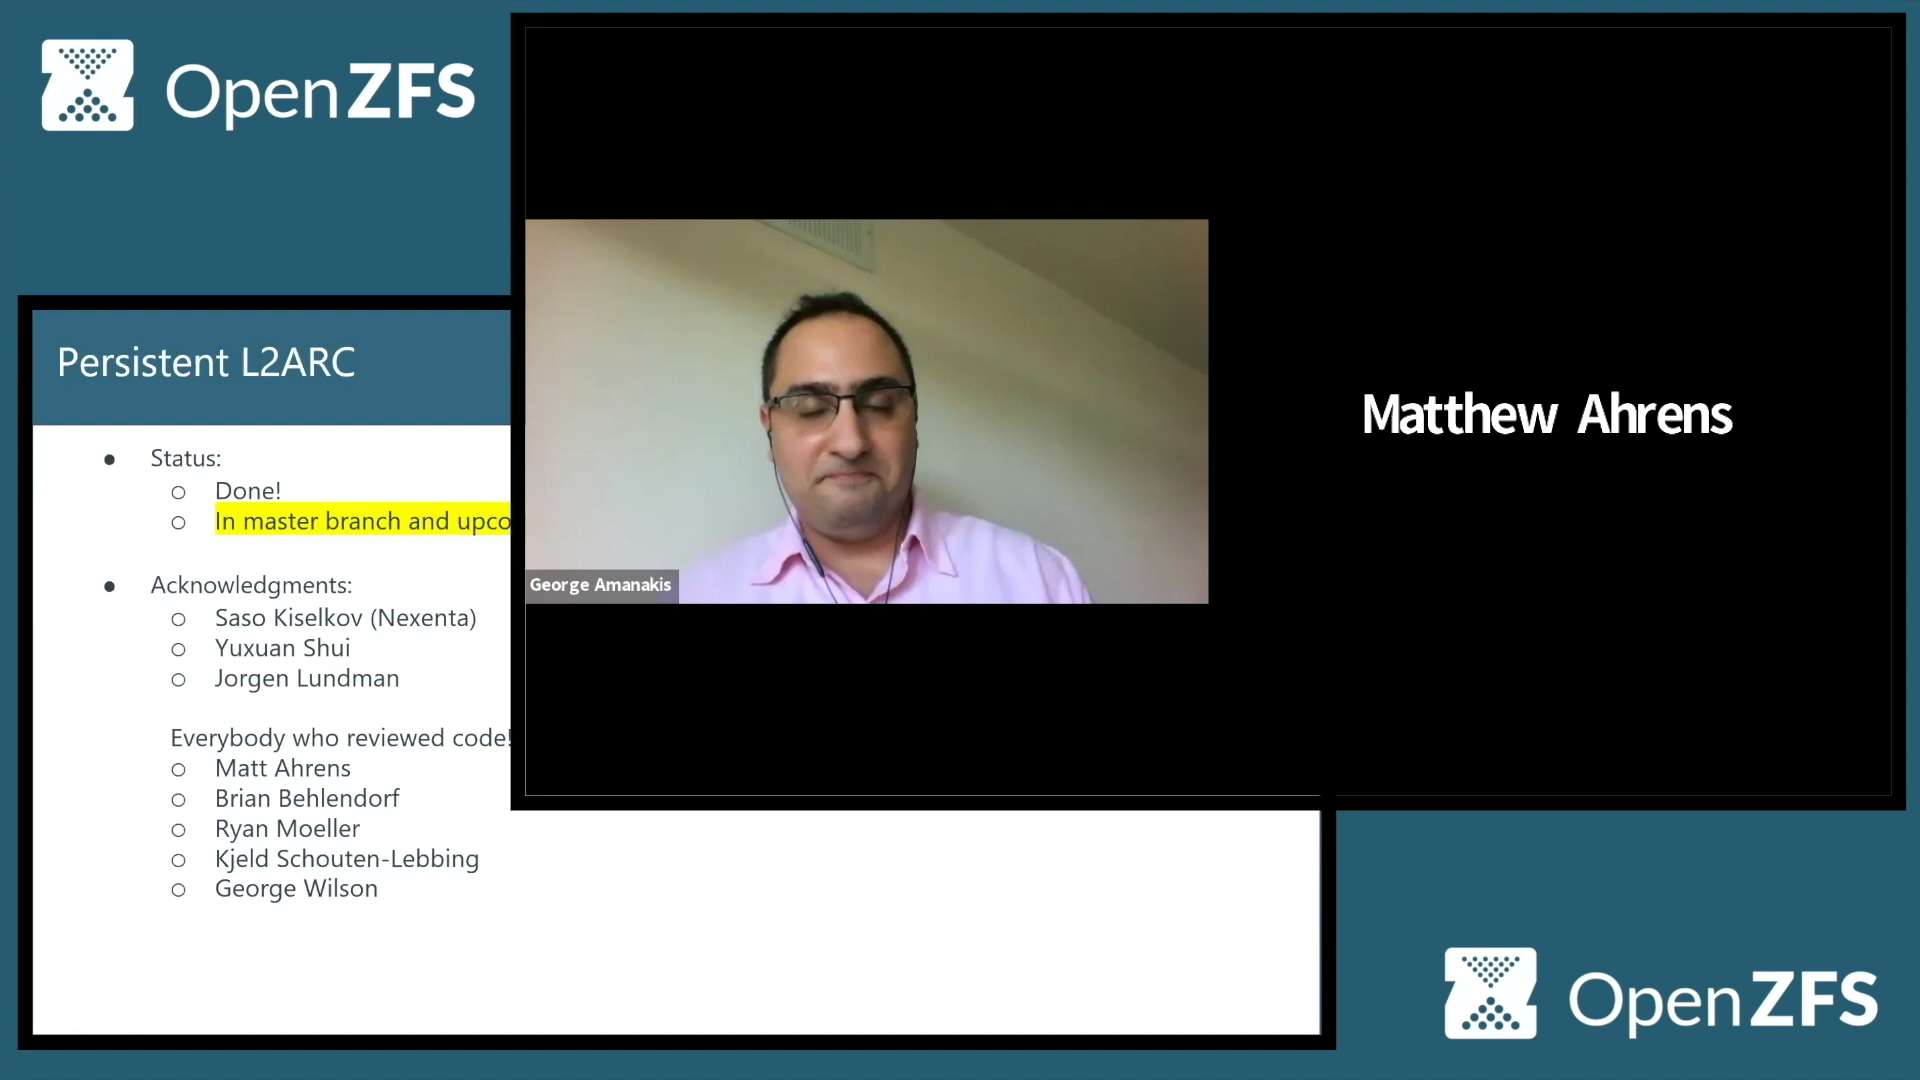 OpenZFS
Persistent L2ARC
Status:
Done!
In master branch and upco
Acknowledgments:
Saso Kiselkov (Nexenta)
Yuxuan Shui
Jorgen Lundman
Everybody who reviewed code!
Matt Ahrens
Brian Behlendorf
Ryan Moeller
Kjeld Schouten-Lebbing
George Wilson
George Amanakis
Matthew Ahrens
OpenZFS